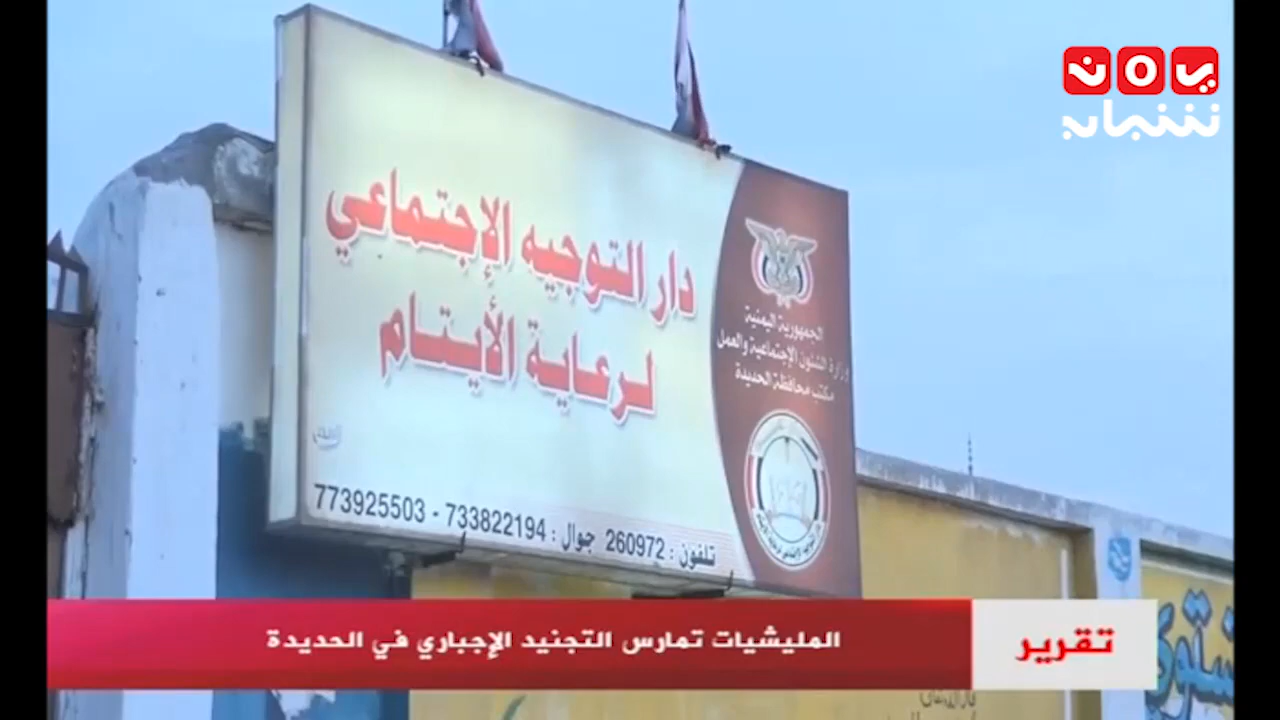 يمن
شباب
دار التوجيه الإجتماعي
لرعاية الأيتام
الجمهورية اليمنية
وزارة الشئون الإجتماعية والعمل
مكتب محافظة الحديدة
تلفون : 260972 جوال : 733822194 - 773925503
تقرير
المليشيات تمارس التجنيد الإجباري في الحديدة